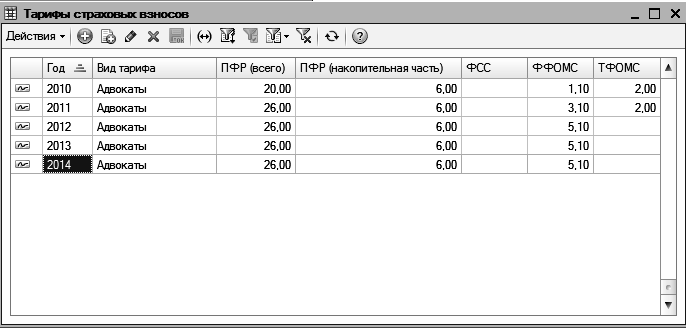 Тарифы страховых взносов
Действия
Год Вид тарифа ПФР (всего) ПФР (накопительная часть) ФСС ФФОМС ТФОМС
2010 Адвокаты 20,00 6,00 1,10 2,00
2011 Адвокаты 26,00 6,00 3,10 2,00
2012 Адвокаты 26,00 6,00 5,10
2013 Адвокаты 26,00 6,00 5,10
2014 Адвокаты 26,00 6,00 5,10